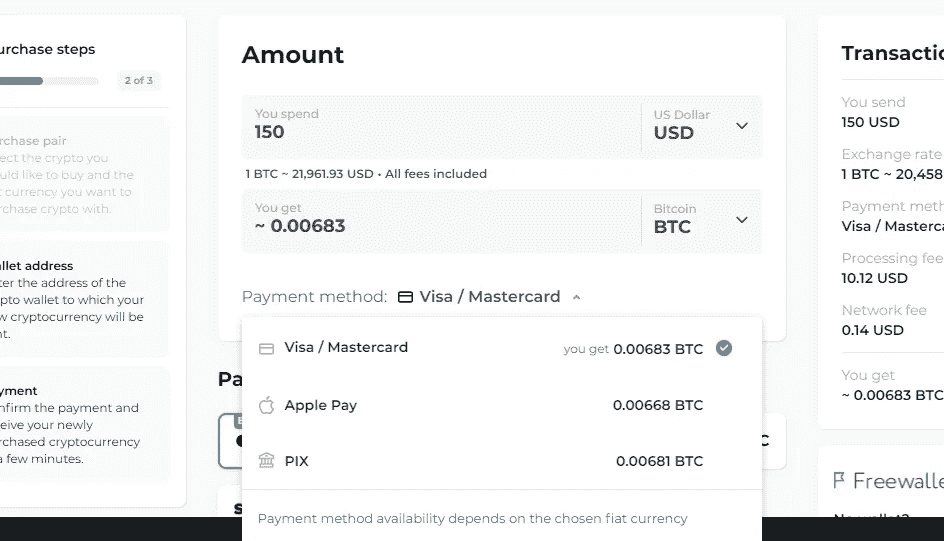 urchase steps
2 of 3
rchase pair
ect the crypto you
uld like to buy and the
t currency you want to
rchase crypto with.
llet address
ter the address of the
pto wallet to which your
w cryptocurrency will be
nt.
yment
nfirm the payment and
eive your newly
rchased cryptocurrency
a few minutes.
Amount
You spend
150
US Dollar
USD
1 BTC ~ 21,961.93 USD • All fees included
You get
~ 0.00683
Bitcoin
BTC
Payment method: Visa / Mastercard
Visa / Mastercard you get 0.00683 BTC
Apple Pay 0.00668 BTC
PIX 0.00681 BTC
Payment method availability depends on the chosen fiat currency
Pa
C
Transactio
You send
150 USD
Exchange rate
1 BTC ~ 20,458
Payment meth
Visa / Masterca
Processing fee
10.12 USD
Network fee
0.14 USD
You get
~ 0.00683 BTC
Freewalle